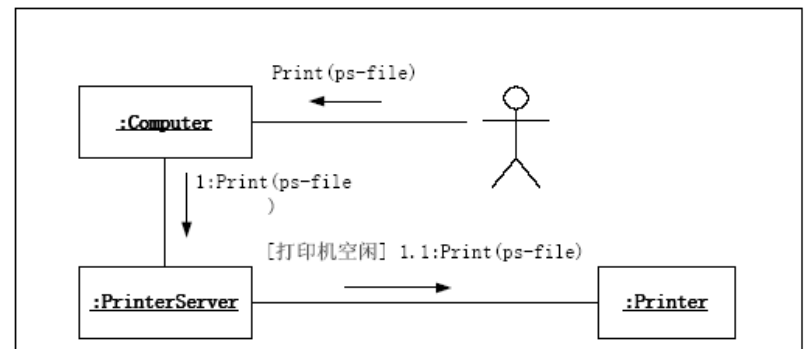 Print(ps-file)
:Computer
1:Print(ps-file
)
[打印机空闲] 1.1:Print(ps-file)
:PrinterServer
:Printer